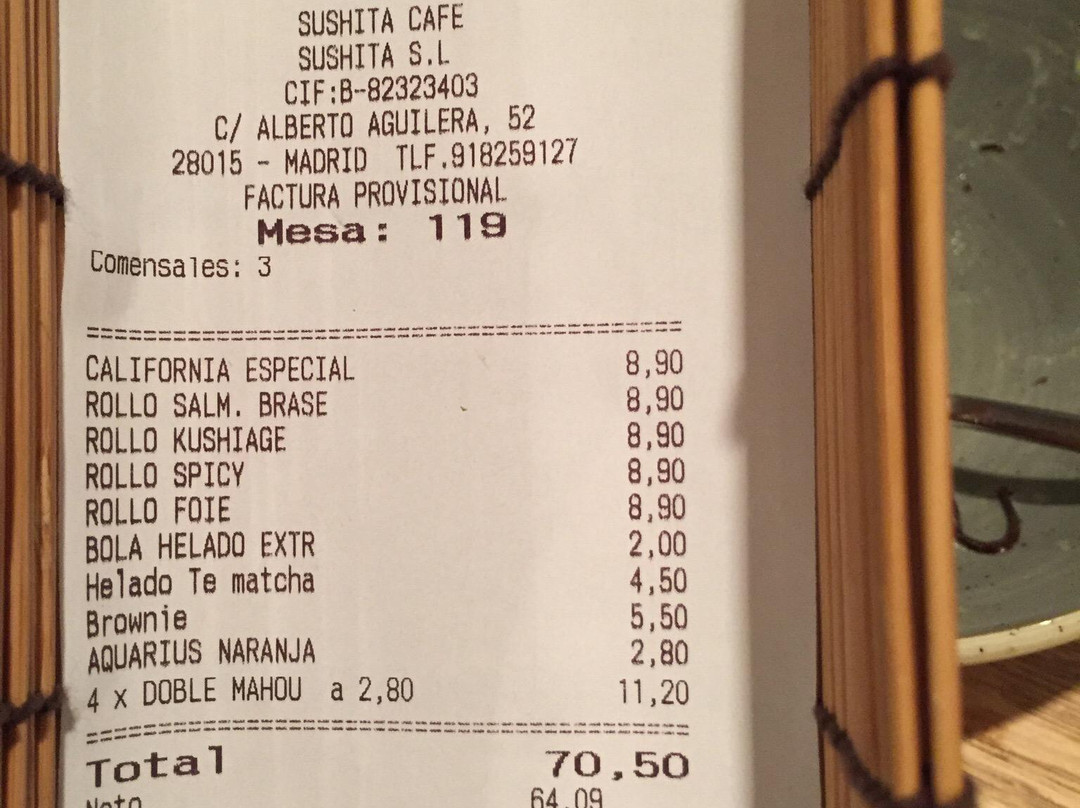 SUSHITA CAFE
SUSHITA S.L
CIF:B-82323403
C/ ALBERTO AGUILERA, 52
28015 - MADRID TLF.918259127
FACTURA PROVISIONAL
Mesa: 119
Comensales: 3
CALIFORNIA ESPECIAL 8,90
ROLLO SALM. BRASE 8,90
ROLLO KUSHIAGE 8,90
ROLLO SPICY 8,90
ROLLO FOIE 8,90
BOLA HELADO EXTR 2,00
Helado Te matcha 4,50
Brownie 5,50
AQUARIUS NARANJA 2,80
4 x DOBLE MAHOU a 2,80 11,20
Total 70,50
Neto 64,09